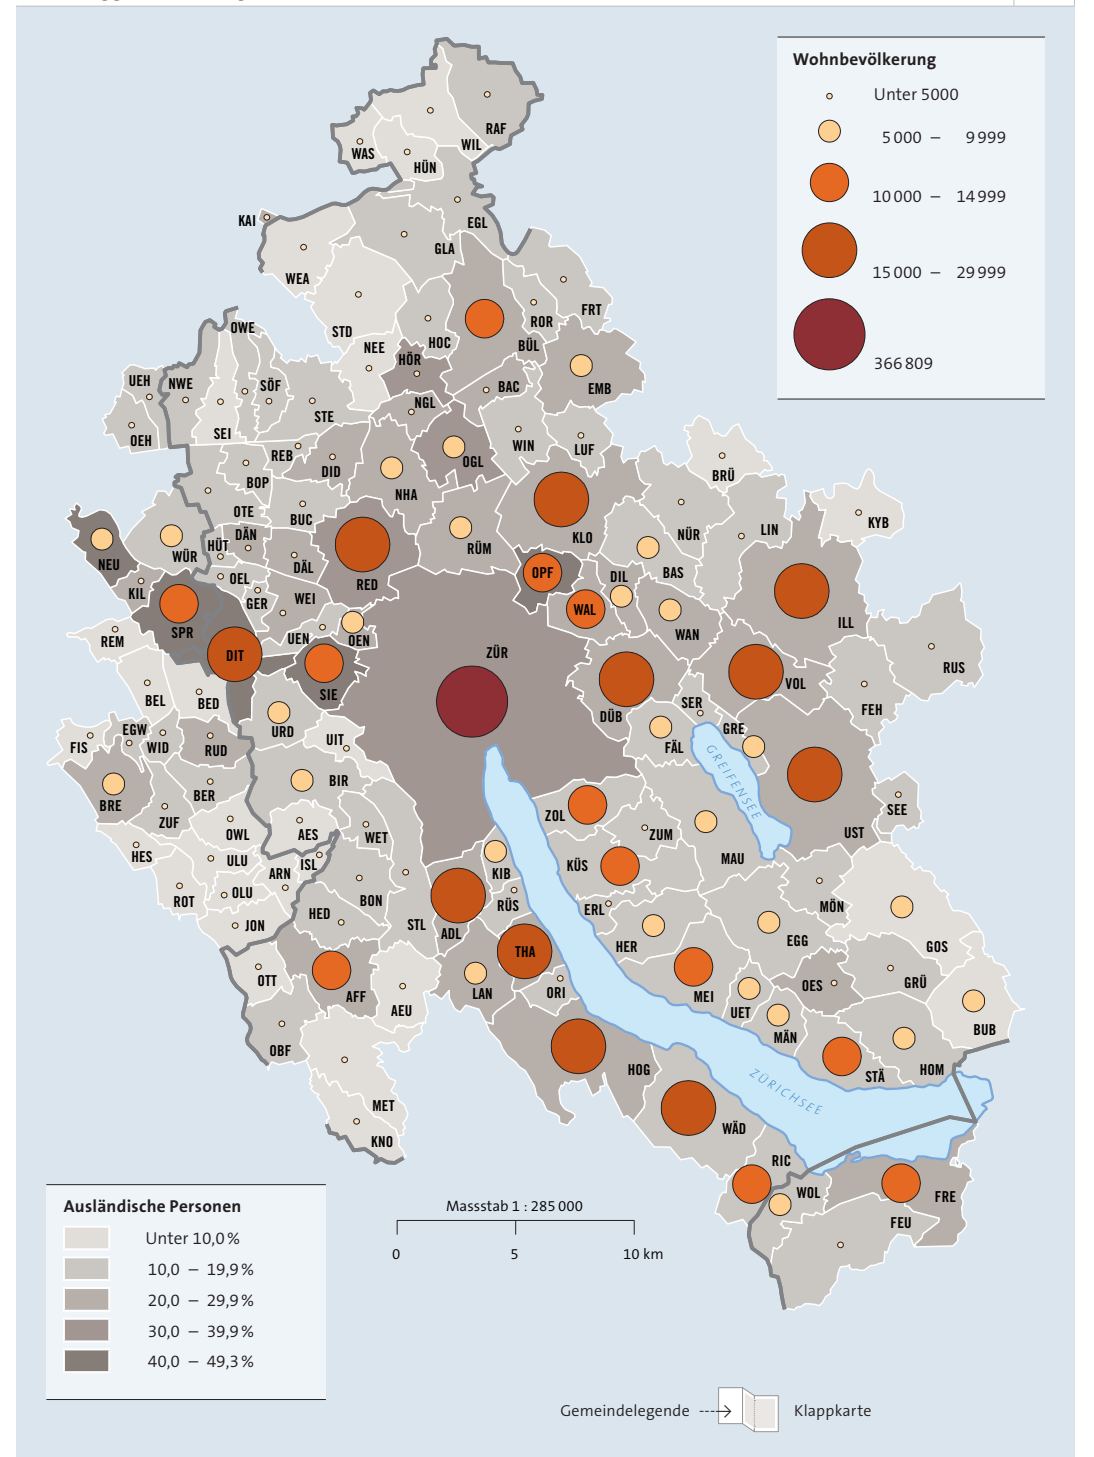 Wohnbevölkerung
Unter 5000
5 000 – 9 999
10 000 – 14 999
15 000 – 29 999
366 809
RAF
WIL
WAS
HÜN
KAI
EGL
GLA
WEA
FRT
ROR
STD
OWE
HOC
BÜL
NEE
HÖR
UEH
NWE
SÖF
BAC
EMB
NGL
STE
SEI
OEH
WIN
LUF
REB
DID
OGL
BRÜ
BOP
NHA
OTE
BUC
LIN
KYB
DÄN
KLO
NÜR
HÜT
WÜR
RÜM
NEU
DÄL
OPF
DIL
BAS
OEL
RED
KIL
GER
WEI
WAL
ILL
SPR
WAN
REM
UEN
OEN
DIT
ZÜR
RUS
SIE
VOL
BEL
BED
SER
FEH
DÜB
EGW
URD
GRE
FIS
WID
RUD
UIT
FÄL
GREIFENSEE
BIR
BRE
BER
ZOL
SEE
ZUF
OWL
AES
WET
ZUM
UST
HES
ULU
ISL
MAU
ARN
KIB
KÜS
ROT
OLU
BON
RÜS
MÖN
HED
ERL
JON
STL
ADL
HER
EGG
GOS
THA
OTT
AFF
LAN
ORI
MEI
OES
GRÜ
AEU
UET
BUB
MÄN
OBF
HOG
STÄ
HOM
ZÜRICHSEE
MET
WÄD
KNO
RIC
WOL
FRE
FEU
Ausländische Personen
Unter 10,0 %
10,0 – 19,9 %
20,0 – 29,9 %
30,0 – 39,9 %
40,0 – 49,3 %
Massstab 1 : 285 000
0 5 10 km
Gemeindelegende
Klappkarte